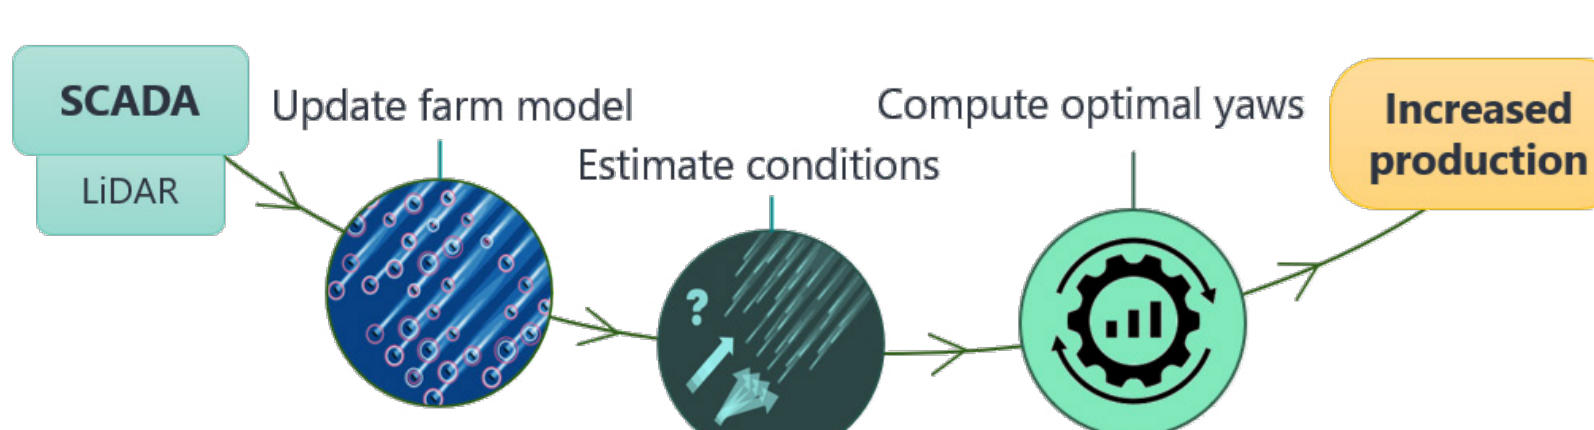 SCADA
LiDAR
Update farm model
Estimate conditions
?
Compute optimal yaws
Increased
production